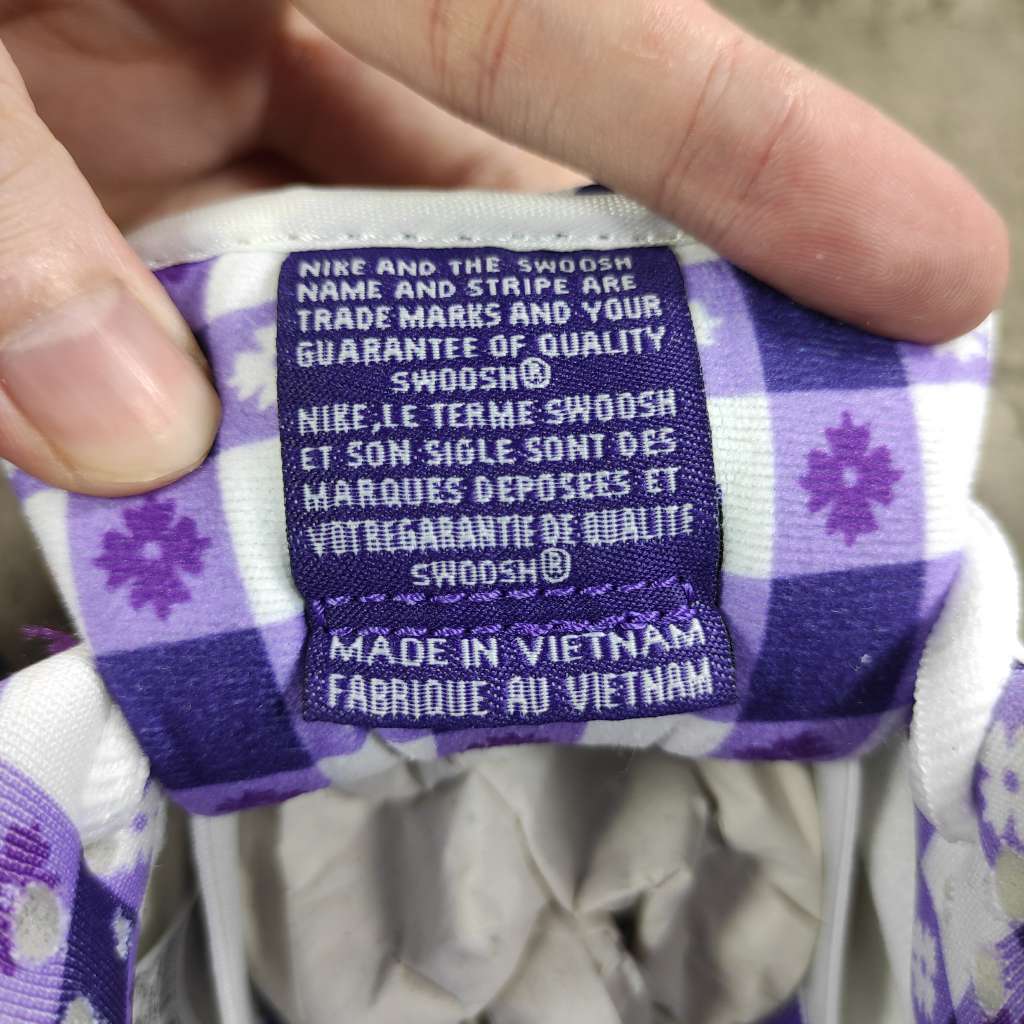 NIKE AND THE SWOOSH
NAME AND STRIPE ARE
TRADE MARKS AND YOUR
GUARANTEE OF QUALITY
SWOOSH®
NIKE,LE TERME SWOOSH
ET SON SIGLE SONT DES
MARQUES DEPOSEES ET
VOTREGARANTIE DE QUALITE
SWOOSH®
MADE IN VIETNAM
FABRIQUE AU VIETNAM